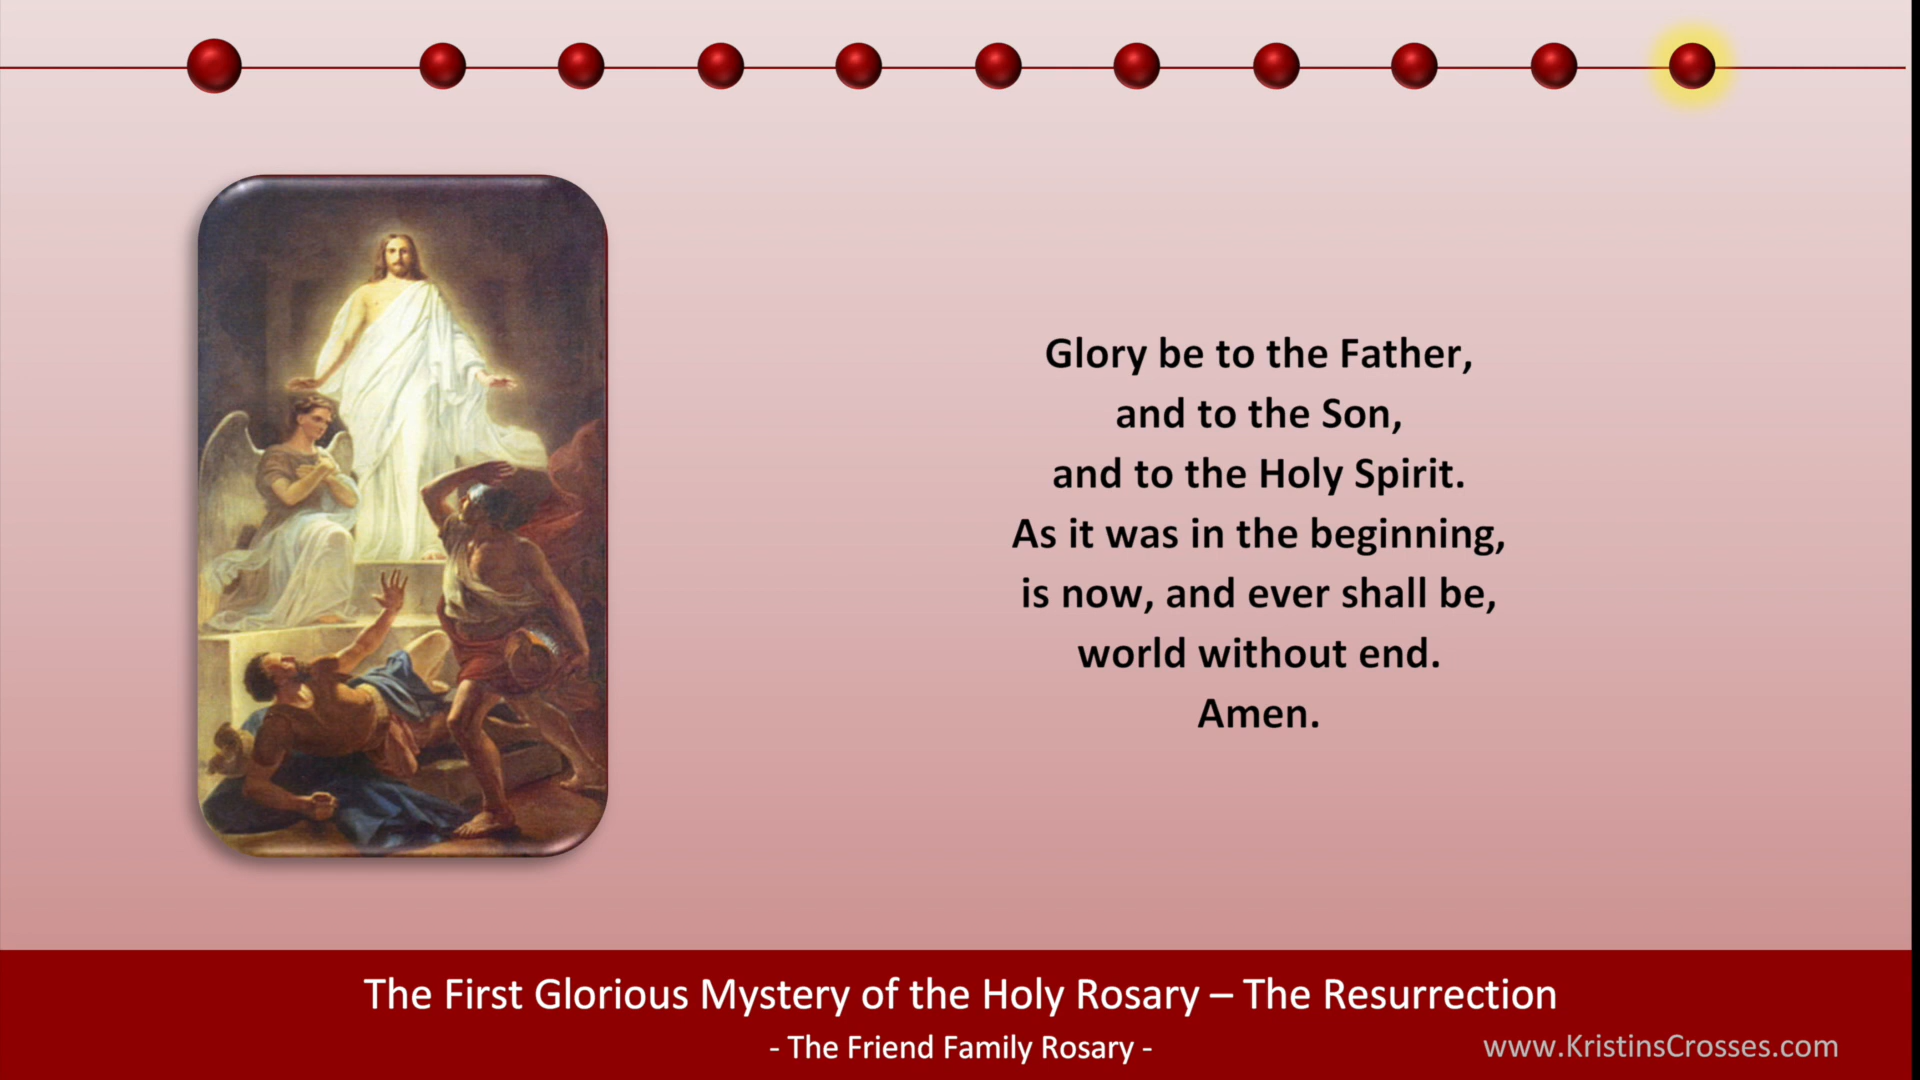 Glory be to the Father,
and to the Son,
and to the Holy Spirit.
As it was in the beginning,
is now, and ever shall be,
world without end.
Amen.
The First Glorious Mystery of the Holy Rosary – The Resurrection
- The Friend Family Rosary -
www.KristinsCrosses.com